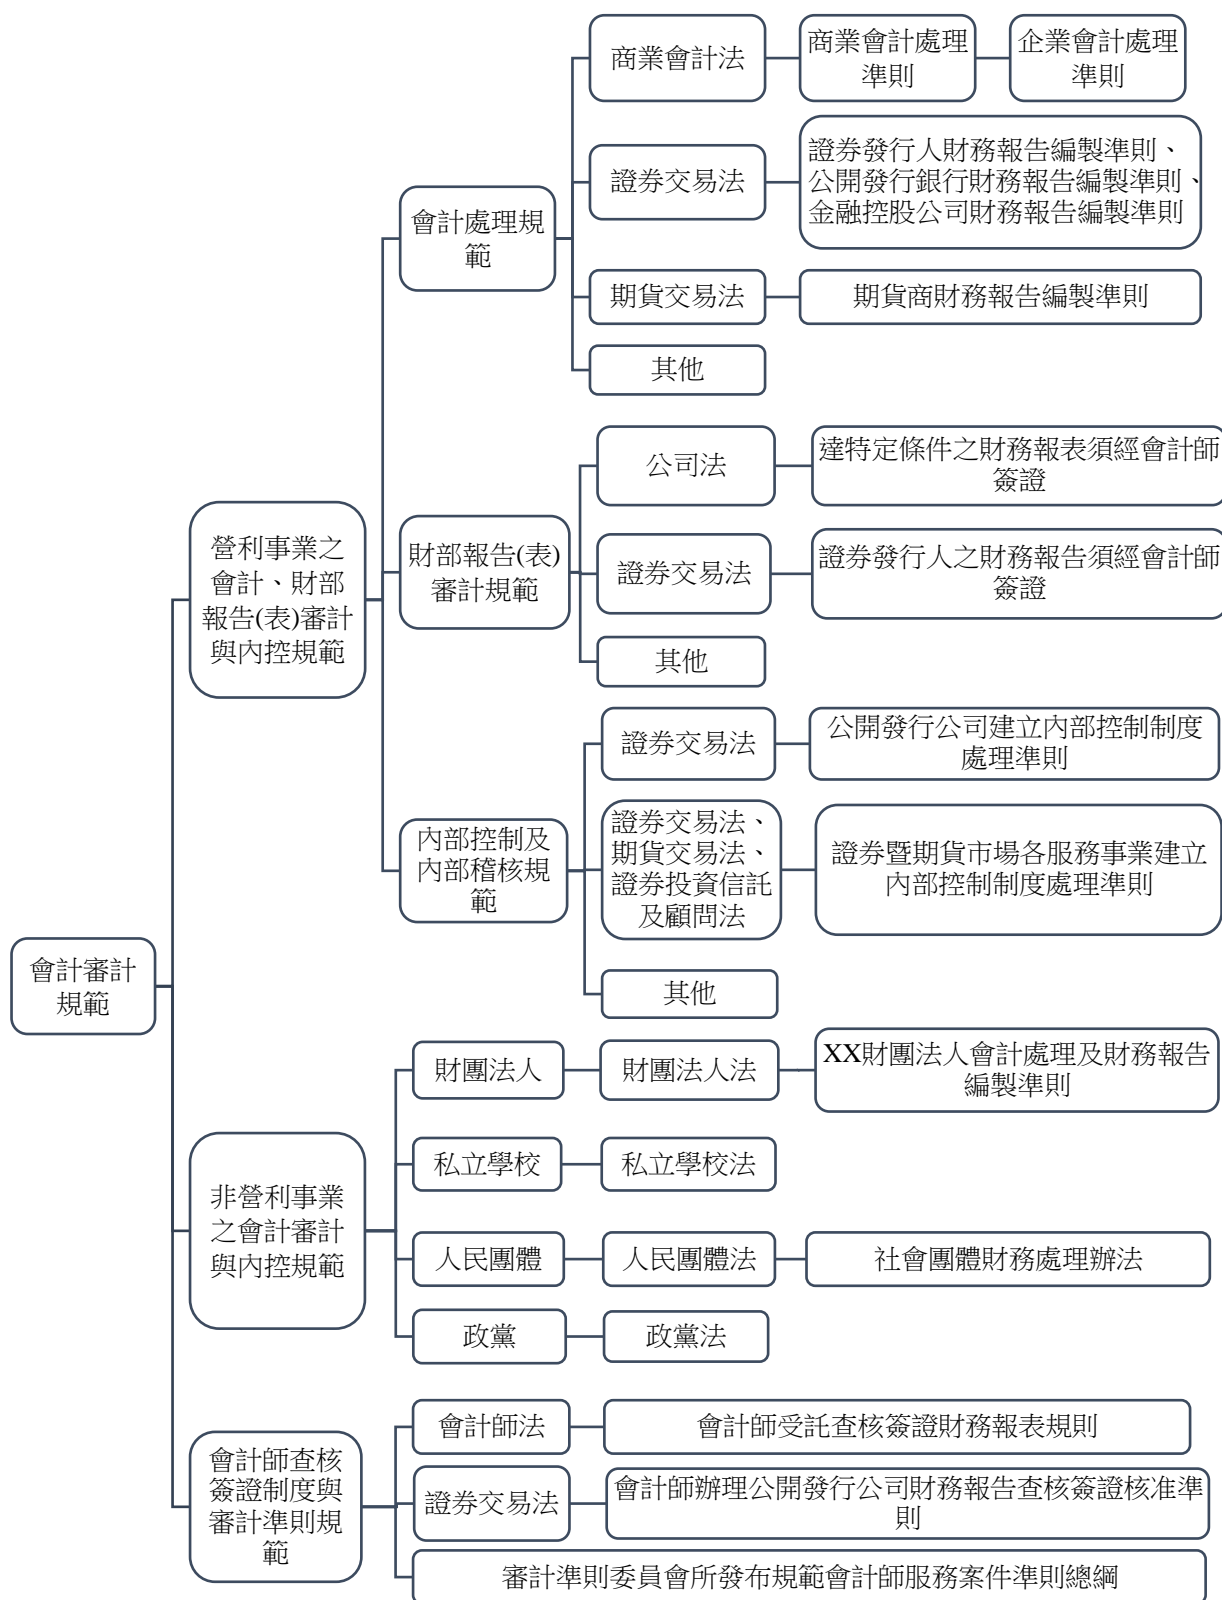 商業會計法
商業會計處理
準則
企業會計處理
準則
證券交易法
證券發行人財務報告編製準則、
公開發行銀行財務報告編製準則、
金融控股公司財務報告編製準則
會計處理規
範
期貨交易法
期貨商財務報告編製準則
其他
公司法
達特定條件之財務報表須經會計師
簽證
營利事業之
會計、財部
報告(表)審計
與內控規範
財部報告(表)
審計規範
證券交易法
證券發行人之財務報告須經會計師
簽證
其他
證券交易法
公開發行公司建立內部控制制度
處理準則
內部控制及
內部稽核規
範
證券交易法、
期貨交易法、
證券投資信託
及顧問法
證券暨期貨市場各服務事業建立
內部控制制度處理準則
其他
會計審計
規範
財團法人
財團法人法
XX財團法人會計處理及財務報告
編製準則
私立學校
私立學校法
非營利事業
之會計審計
與內控規範
人民團體
人民團體法
社會團體財務處理辦法
政黨
政黨法
會計師法
會計師受託查核簽證財務報表規則
會計師查核
簽證制度與
審計準則規
範
證券交易法
會計師辦理公開發行公司財務報告查核簽證核准準
則
審計準則委員會所發布規範會計師服務案件準則總綱